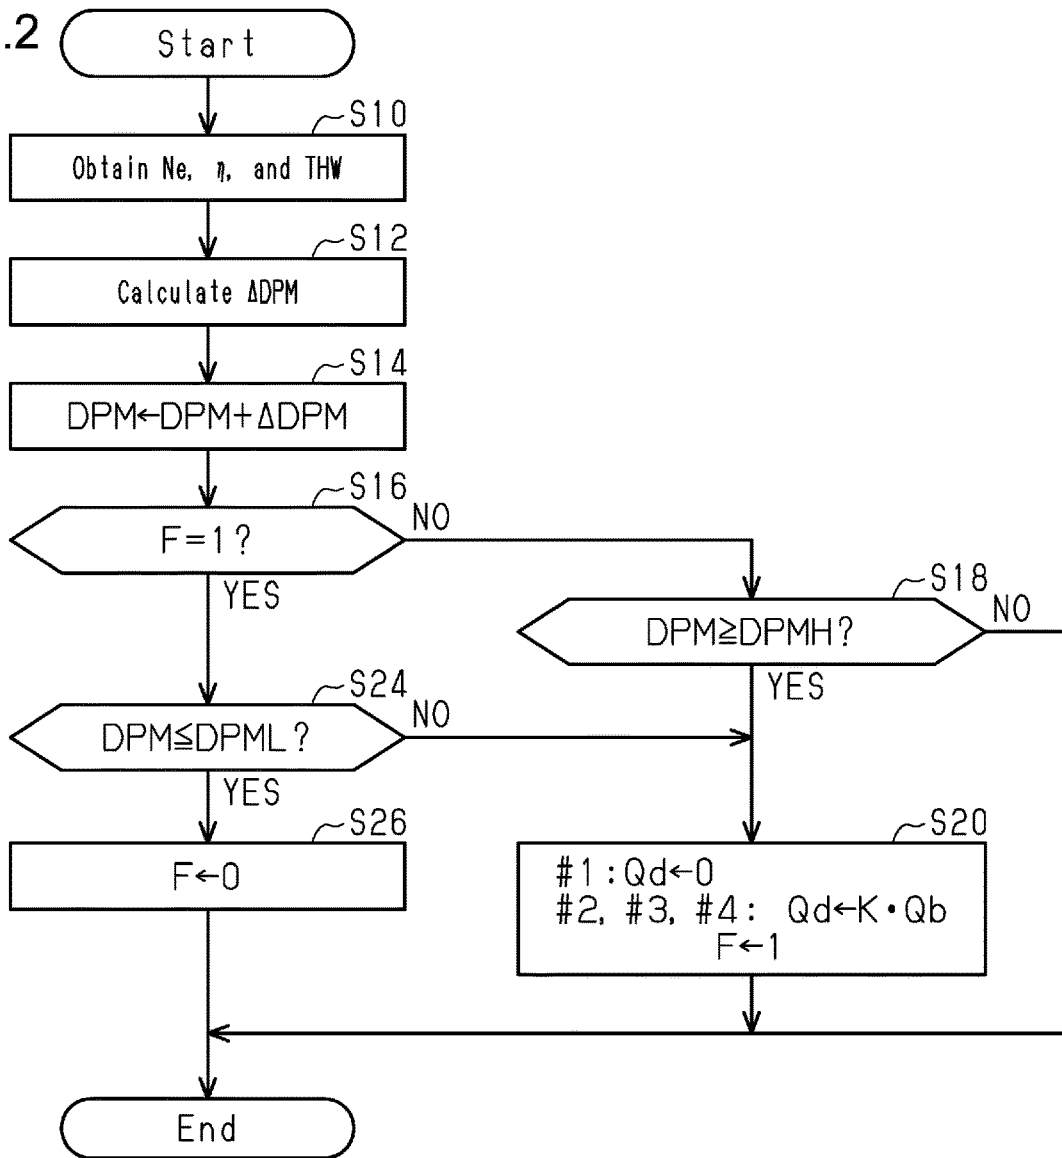 .2
Start
S10
Obtain Ne, η, and THW
S12
Calculate ΔDPM
S14
DPM←DPM+ΔDPM
S16
F=1?
NO
YES
S18
DPM≧DPMH?
NO
YES
S24
DPM≦DPML?
NO
YES
S26
F←0
S20
#1:Qd←0
#2, #3, #4: Qd←K·Qb
F←1
End